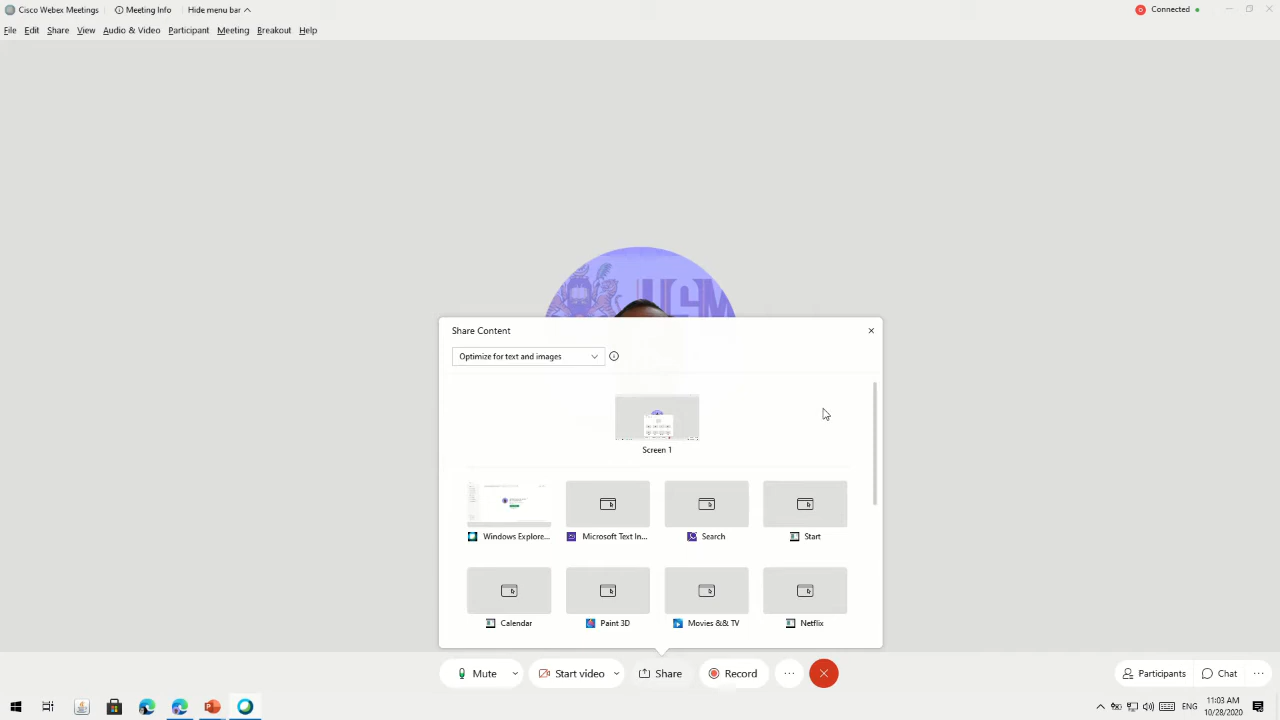 Cisco Webex Meetings Meeting Info Hide menu bar Connected
File Edit Share View Audio & Video Participant Meeting Breakout Help
USM
Share Content
Optimize for text and images
Screen 1
Windows Explore... Microsoft Text In... Search Start
Calendar Paint 3D Movies && TV Netflix
Mute Start video Share Record Participants Chat
ENG 11:03 AM
10/28/2020